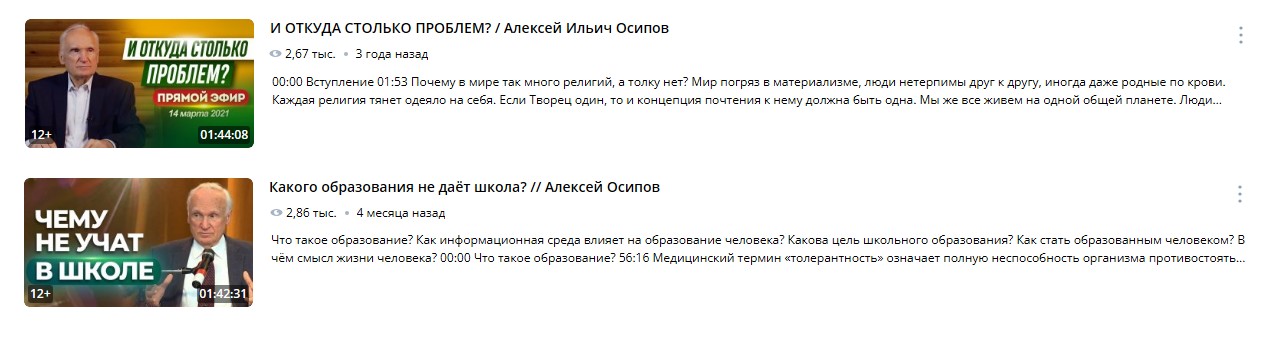 И ОТКУДА СТОЛЬКО
ПРОБЛЕМ?
ПРЯМОЙ ЭФИР
14 марта 2021
12+
01:44:08
И ОТКУДА СТОЛЬКО ПРОБЛЕМ? / Алексей Ильич Осипов
2,67 тыс. • 3 года назад
00:00 Вступление 01:53 Почему в мире так много религий, а толку нет? Мир погряз в материализме, люди нетерпимы друг к другу, иногда даже родные по крови.
Каждая религия тянет одеяло на себя. Если Творец один, то и концепция почтения к нему должна быть одна. Мы же все живем на одной общей планете. Люди...
ЧЕМУ
НЕ УЧАТ
В ШКОЛЕ
12+
01:42:31
Какого образования не даёт школа? // Алексей Осипов
2,86 тыс. • 4 месяца назад
Что такое образование? Как информационная среда влияет на образование человека? Какова цель школьного образования? Как стать образованным человеком? В
чём смысл жизни человека? 00:00 Что такое образование? 56:16 Медицинский термин «толерантность» означает полную неспособность организма противостоять...